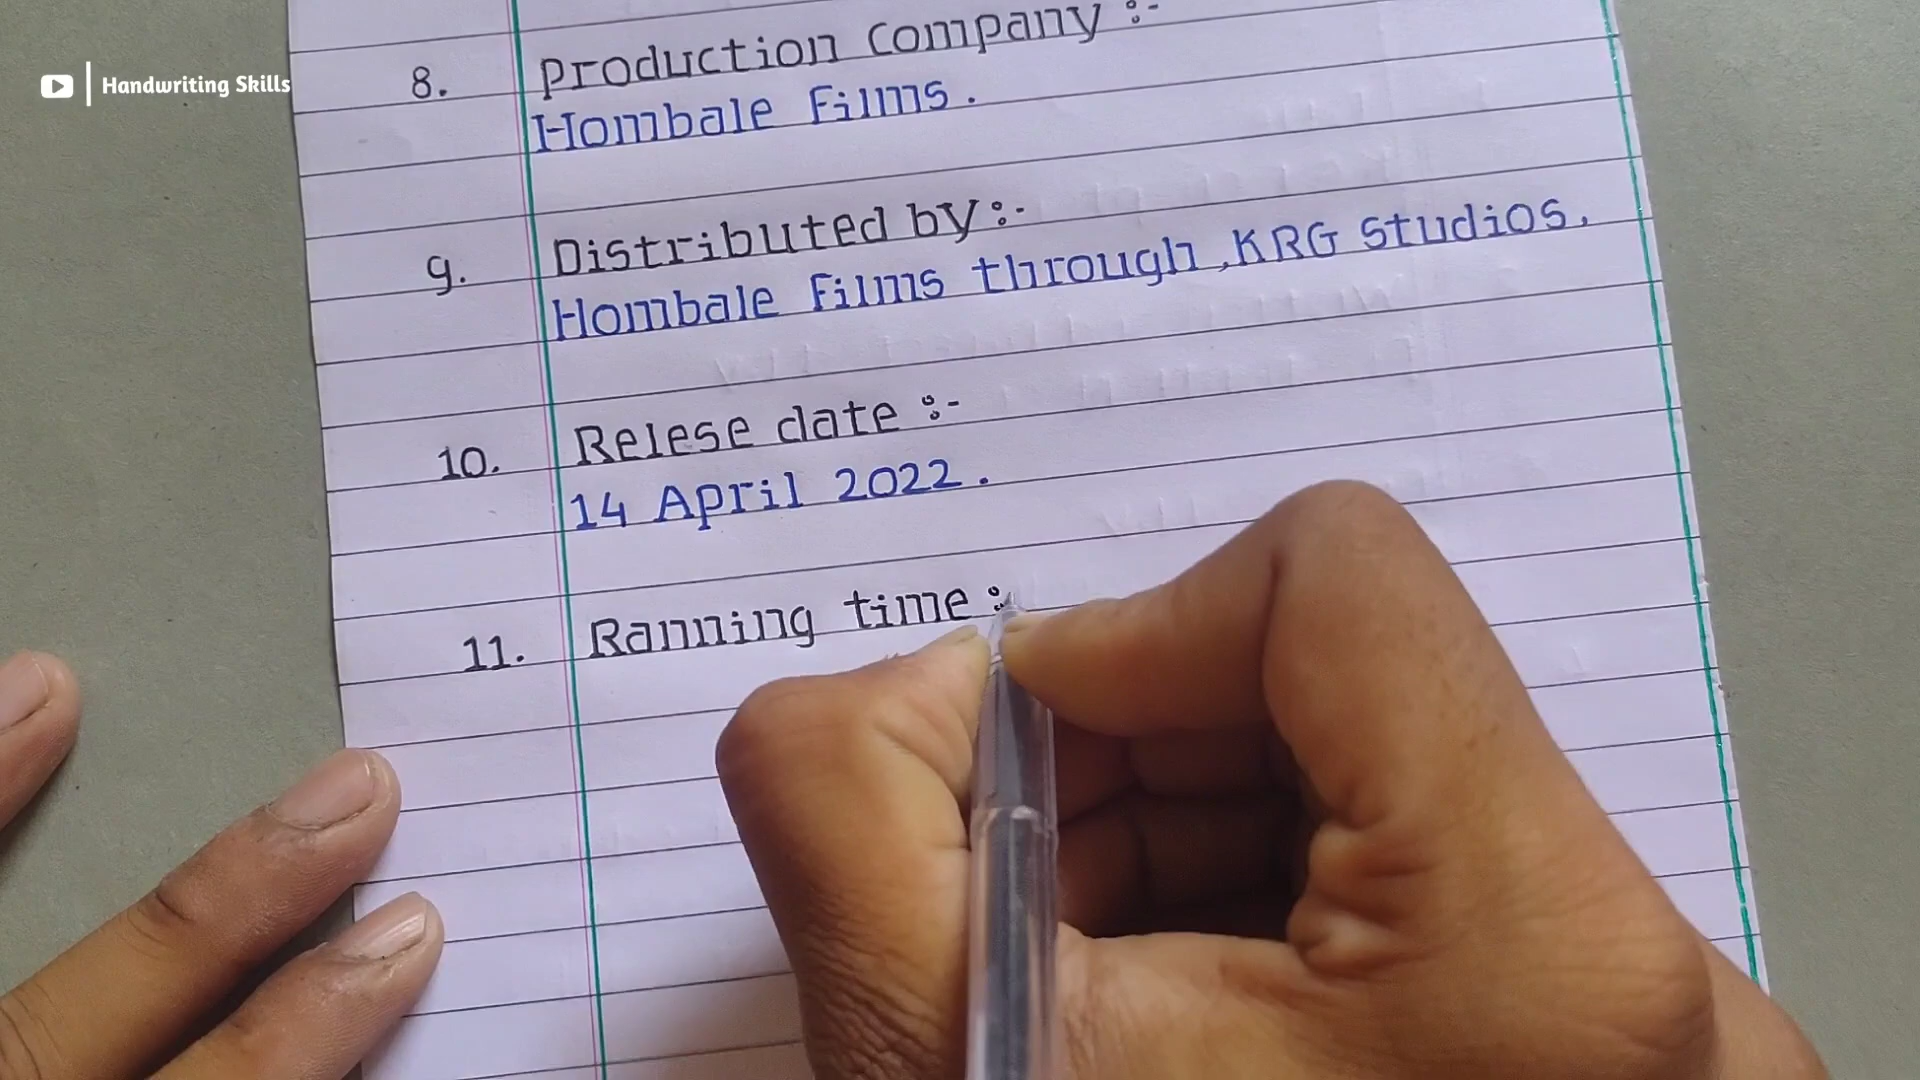 Handwriting Skills
8. Production Company :-
Hombale Films.
9. Distributed by :-
Hombale Films through, KRG Studios.
10. Relese date :-
14 April 2022.
11. Ranning time :